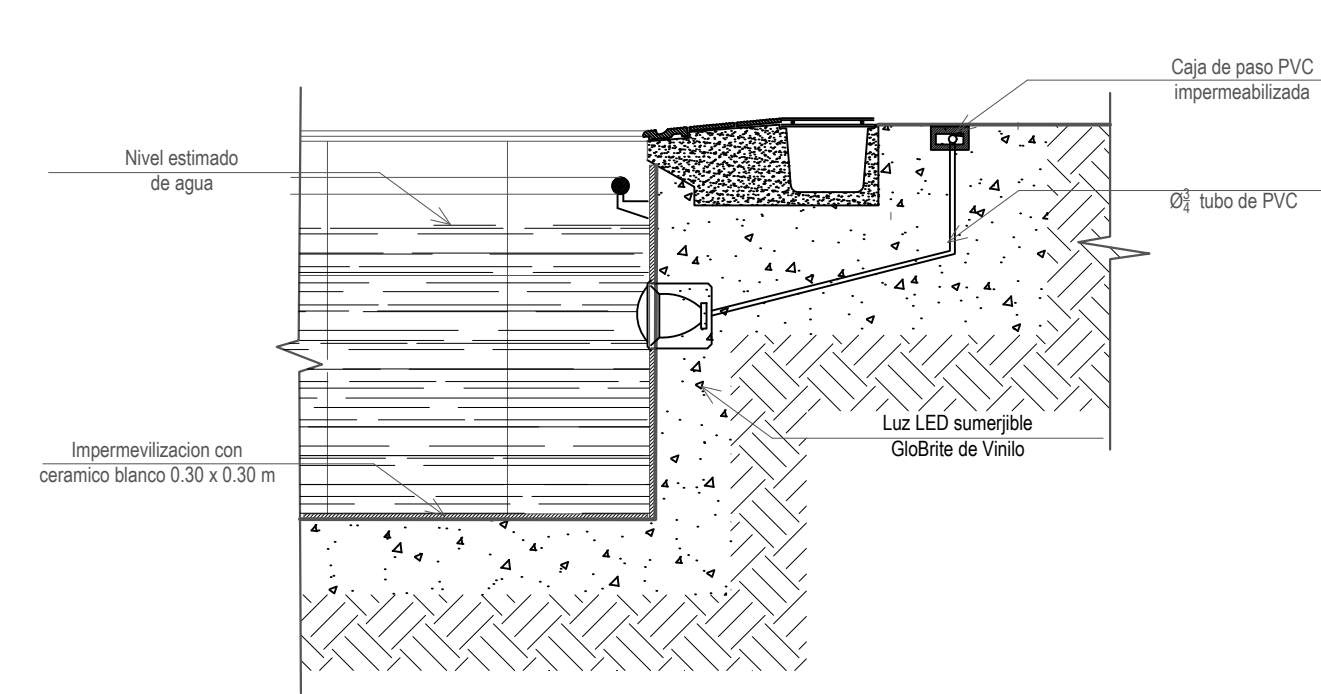 Caja de paso PVC
impermeabilizada
Nivel estimado
de agua
Ø3/4 tubo de PVC
Luz LED sumerjible
GloBrite de Vinilo
Impermevilizacion con
ceramico blanco 0.30 x 0.30 m